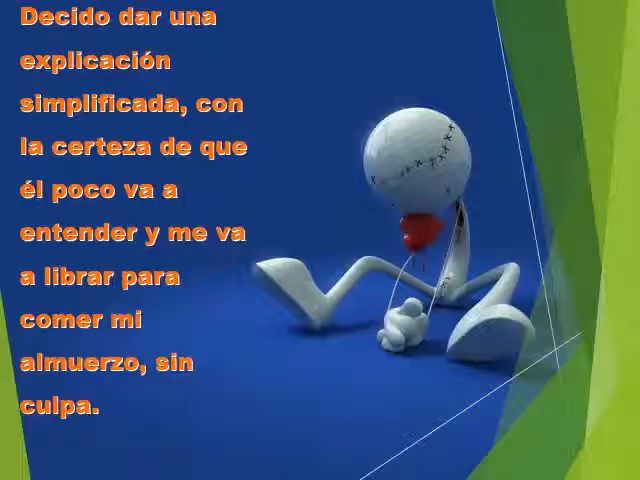 Decido dar una
explicación
simplificada, con
la certeza de que
él poco va a
entender y me va
a librar para
comer mi
almuerzo, sin
culpa.